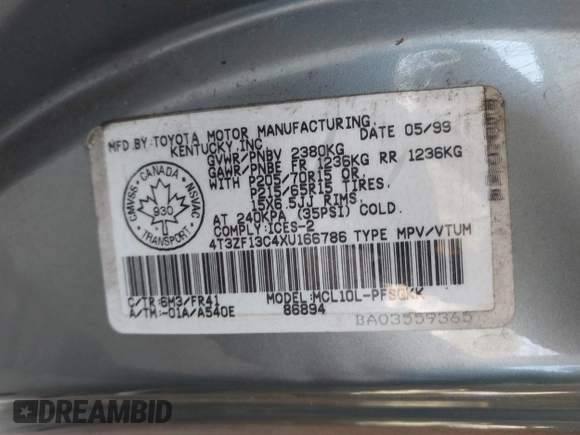 MFD BY:TOYOTA MOTOR MANUFACTURING.
KENTUCKY,INC. DATE 05/99
GVWR/PNBV 2380KG
GAWR/PNBE FR 1236KG RR 1236KG
WITH P205/70R15 OR,
P215/65R15 TIRES.
15X6.5JJ RIMS.
AT 240KPA (35PSI) COLD.
COMPLY:ICES-2
4T3ZF13C4XU166786 TYPE MPV/VTUM
CMVSS CANADA NSVAC
930
TRANSPORT
C/TR:6M3/FR41 MODEL:MCL10L-PFSGKK
A/TM:-01A/A540E 86894
BA03559365
DREAMBID